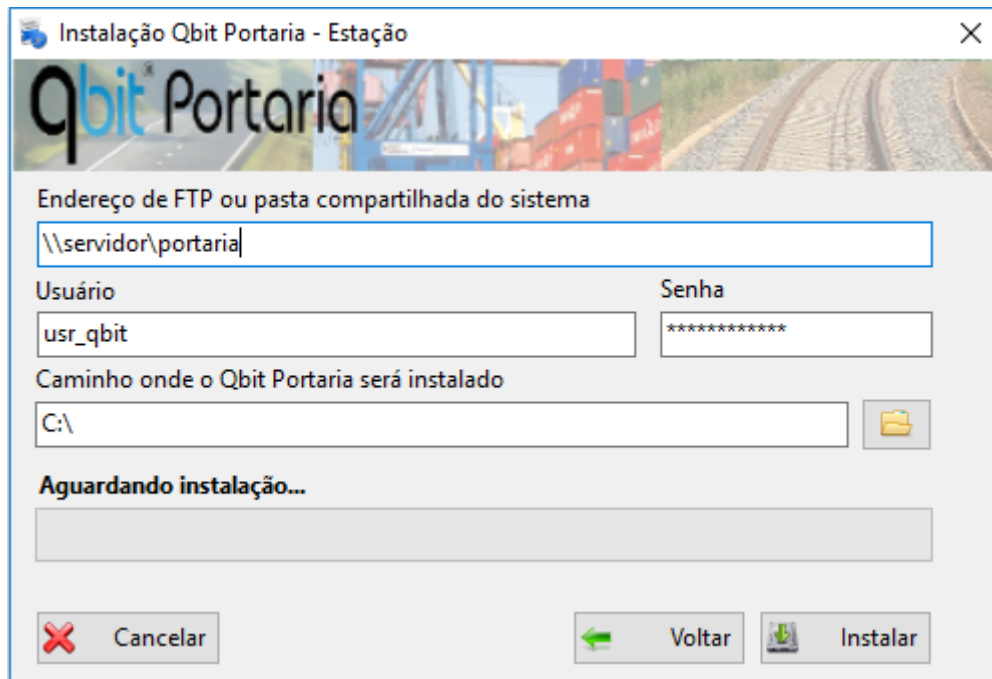 Instalação Qbit Portaria - Estação
Qbit® Portaria
Endereço de FTP ou pasta compartilhada do sistema
\\servidor\portaria
Usuário
Senha
usr_qbit
************
Caminho onde o Qbit Portaria será instalado
C:\
Aguardando instalação...
Cancelar
Voltar
Instalar